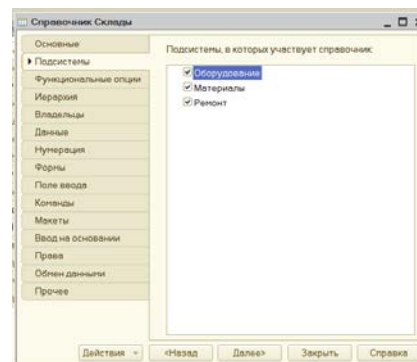 Справочник Склады
Основные
Подсистемы
Функциональные опции
Иерархия
Владельцы
Данные
Нумерация
Формы
Поле ввода
Команды
Макеты
Ввод на основании
Права
Обмен данными
Прочее
Подсистемы, в которых участвует справочник:
Оборудование
Материалы
Ремонт
Действия
<Назад
Далее>
Закрыть
Справка